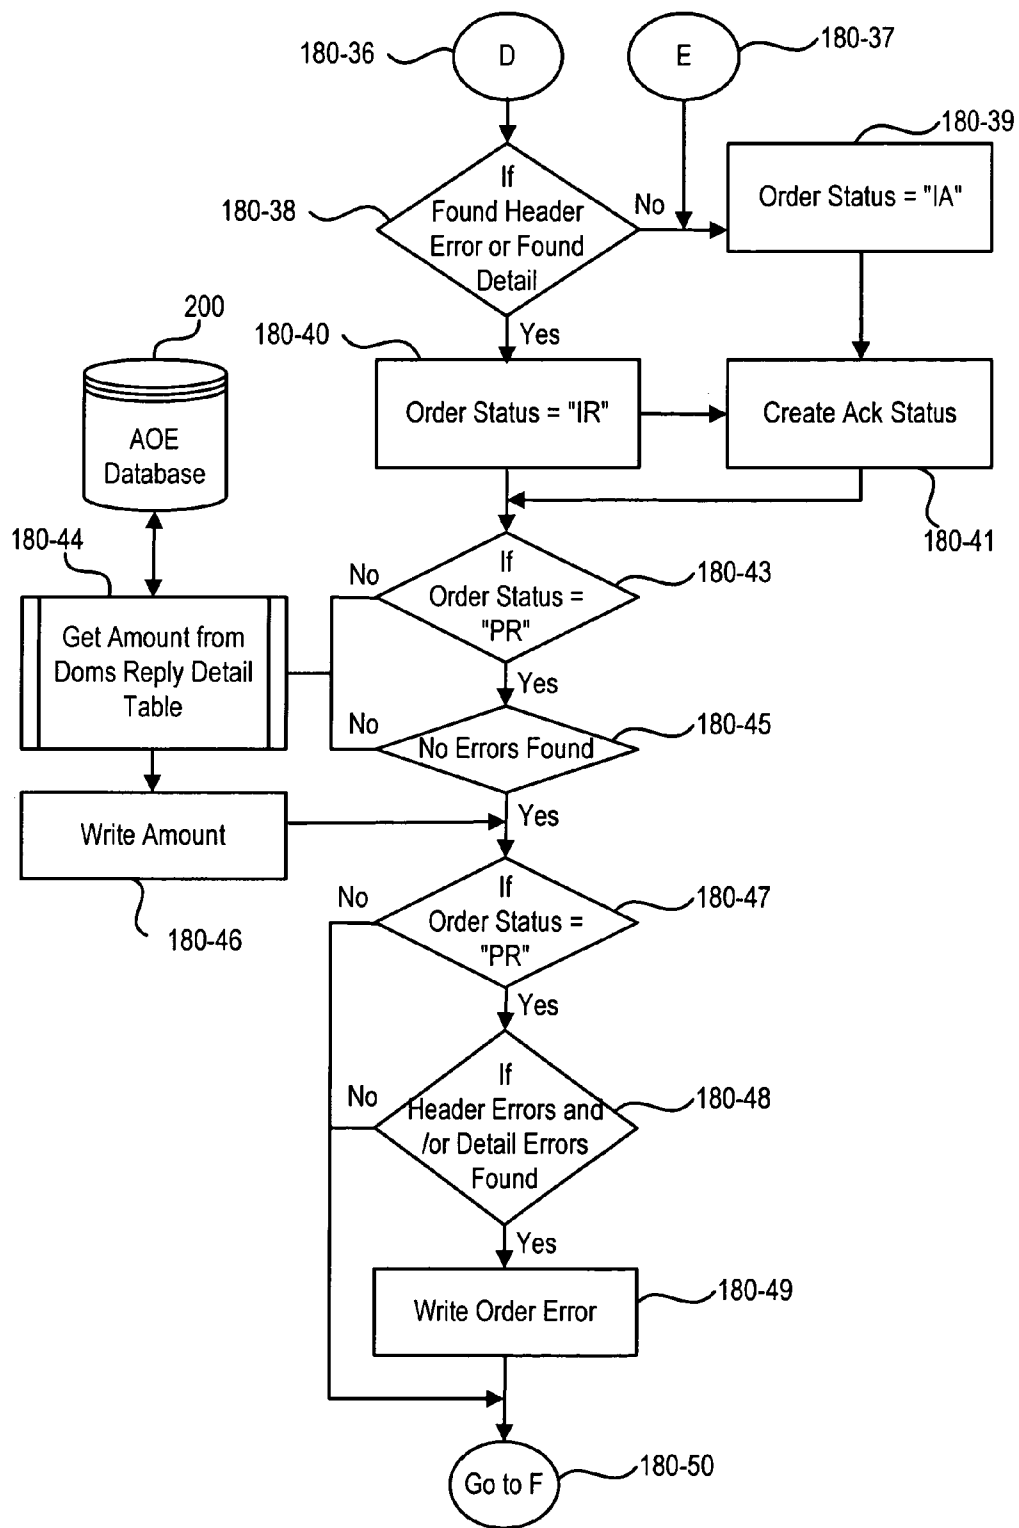 180-36
D
E
180-37
180-39
If
Found Header
Error or Found
Detail
180-38
No
Order Status = "IA"
200
180-40
Yes
AOE
Database
Order Status = "IR"
Create Ack Status
180-44
180-41
No
If
Order Status =
"PR"
180-43
Get Amount from
Doms Reply Detail
Table
Yes
No
No Errors Found
180-45
Yes
Write Amount
180-46
No
If
Order Status =
"PR"
180-47
Yes
No
If
Header Errors and
/or Detail Errors
Found
180-48
Yes
Write Order Error
180-49
Go to F
180-50